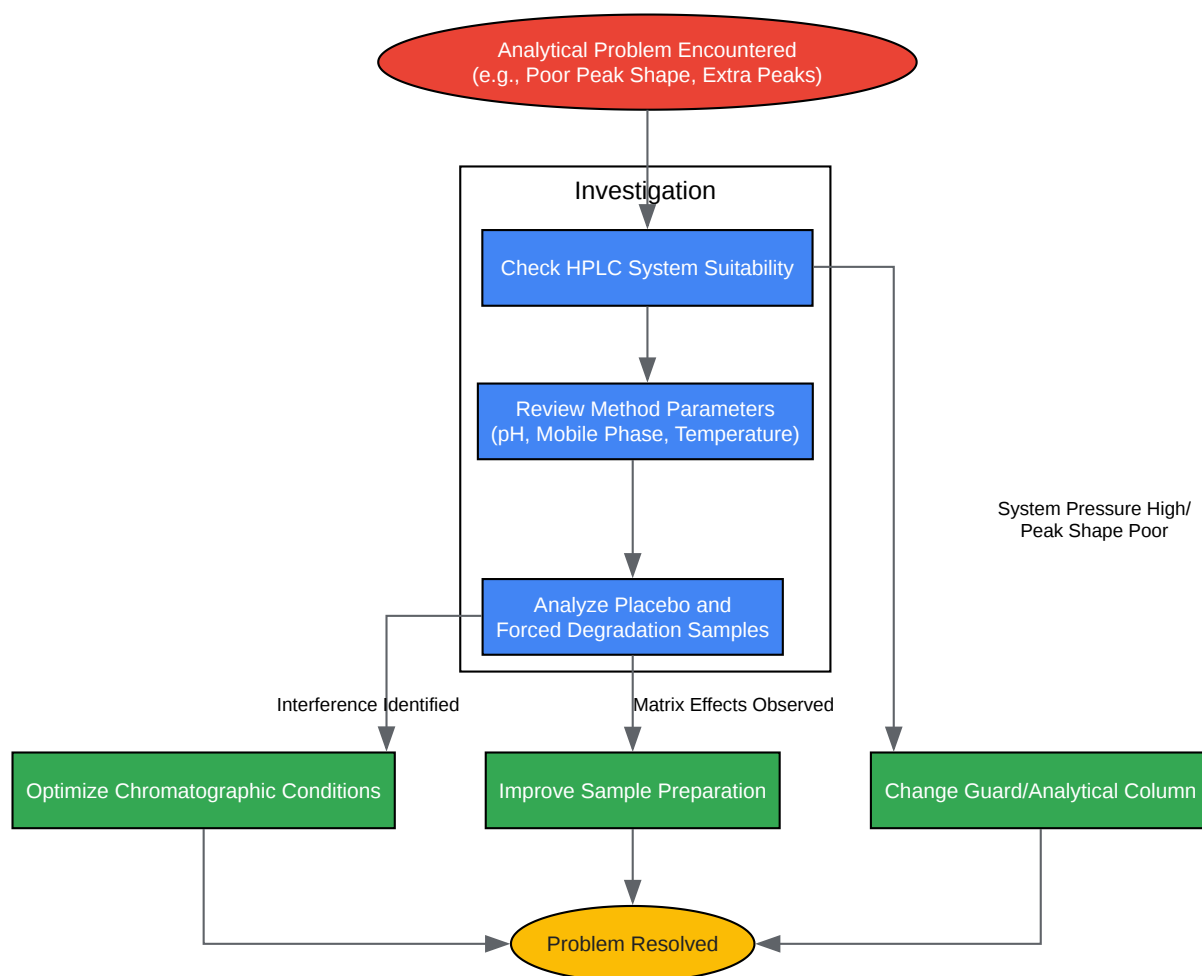 Analytical Problem Encountered
(e.g., Poor Peak Shape, Extra Peaks)
Investigation
Check HPLC System Suitability
Review Method Parameters
(pH, Mobile Phase, Temperature)
System Pressure High/
Peak Shape Poor
Analyze Placebo and
Forced Degradation Samples
Interference Identified
Matrix Effects Observed
Optimize Chromatographic Conditions
Improve Sample Preparation
Change Guard/Analytical Column
Problem Resolved